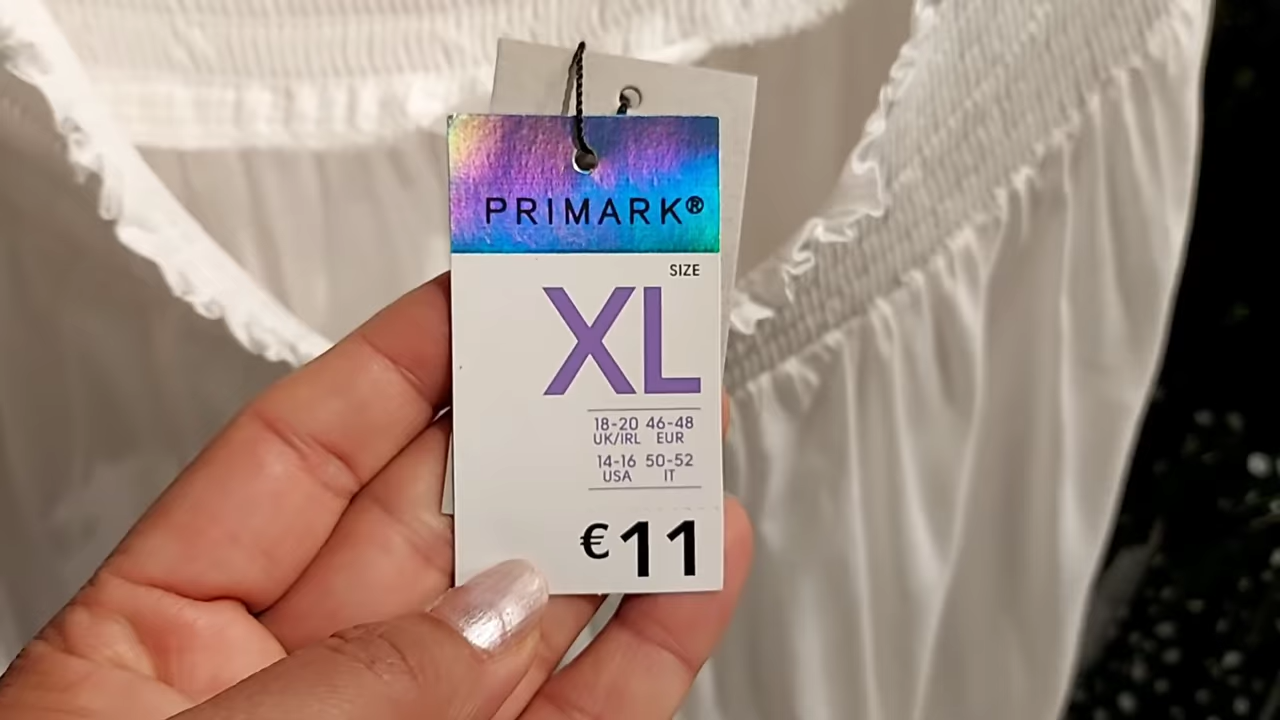 PRIMARK®
SIZE
XL
18-20 46-48
UK/IRL EUR
14-16 50-52
USA IT
€11